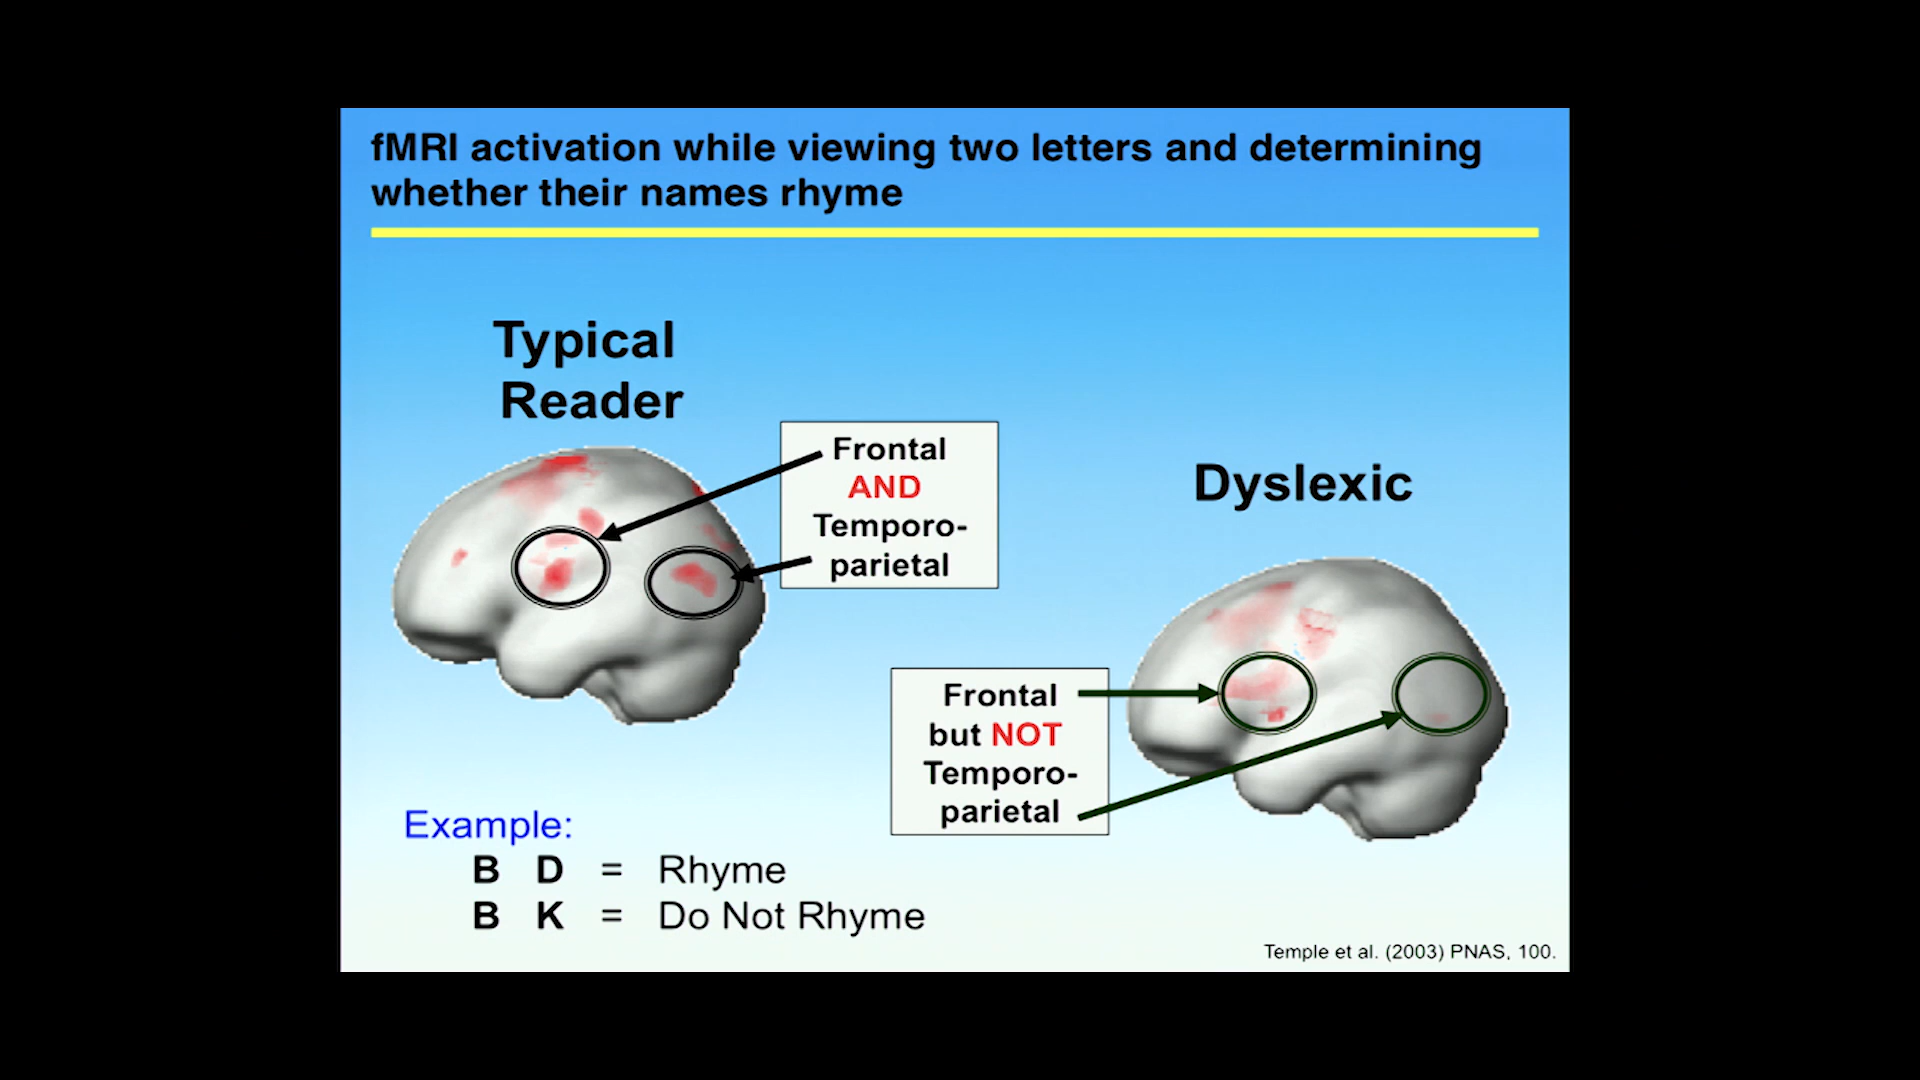 fMRI activation while viewing two letters and determining
whether their names rhyme
Typical
Reader
Frontal
AND
Temporo-
parietal
Dyslexic
Frontal
but NOT
Temporo-
parietal
Example:
B D = Rhyme
B K = Do Not Rhyme
Temple et al. (2003) PNAS, 100.